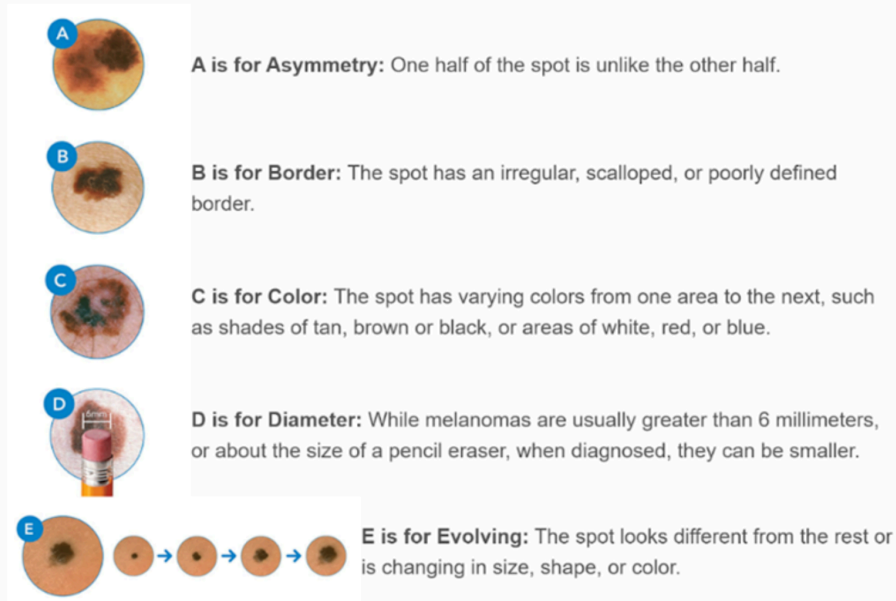 A
A is for Asymmetry: One half of the spot is unlike the other half.
B
B is for Border: The spot has an irregular, scalloped, or poorly defined
border.
C
C is for Color: The spot has varying colors from one area to the next, such
as shades of tan, brown or black, or areas of white, red, or blue.
D
6mm
D is for Diameter: While melanomas are usually greater than 6 millimeters,
or about the size of a pencil eraser, when diagnosed, they can be smaller.
E
E is for Evolving: The spot looks different from the rest or
is changing in size, shape, or color.